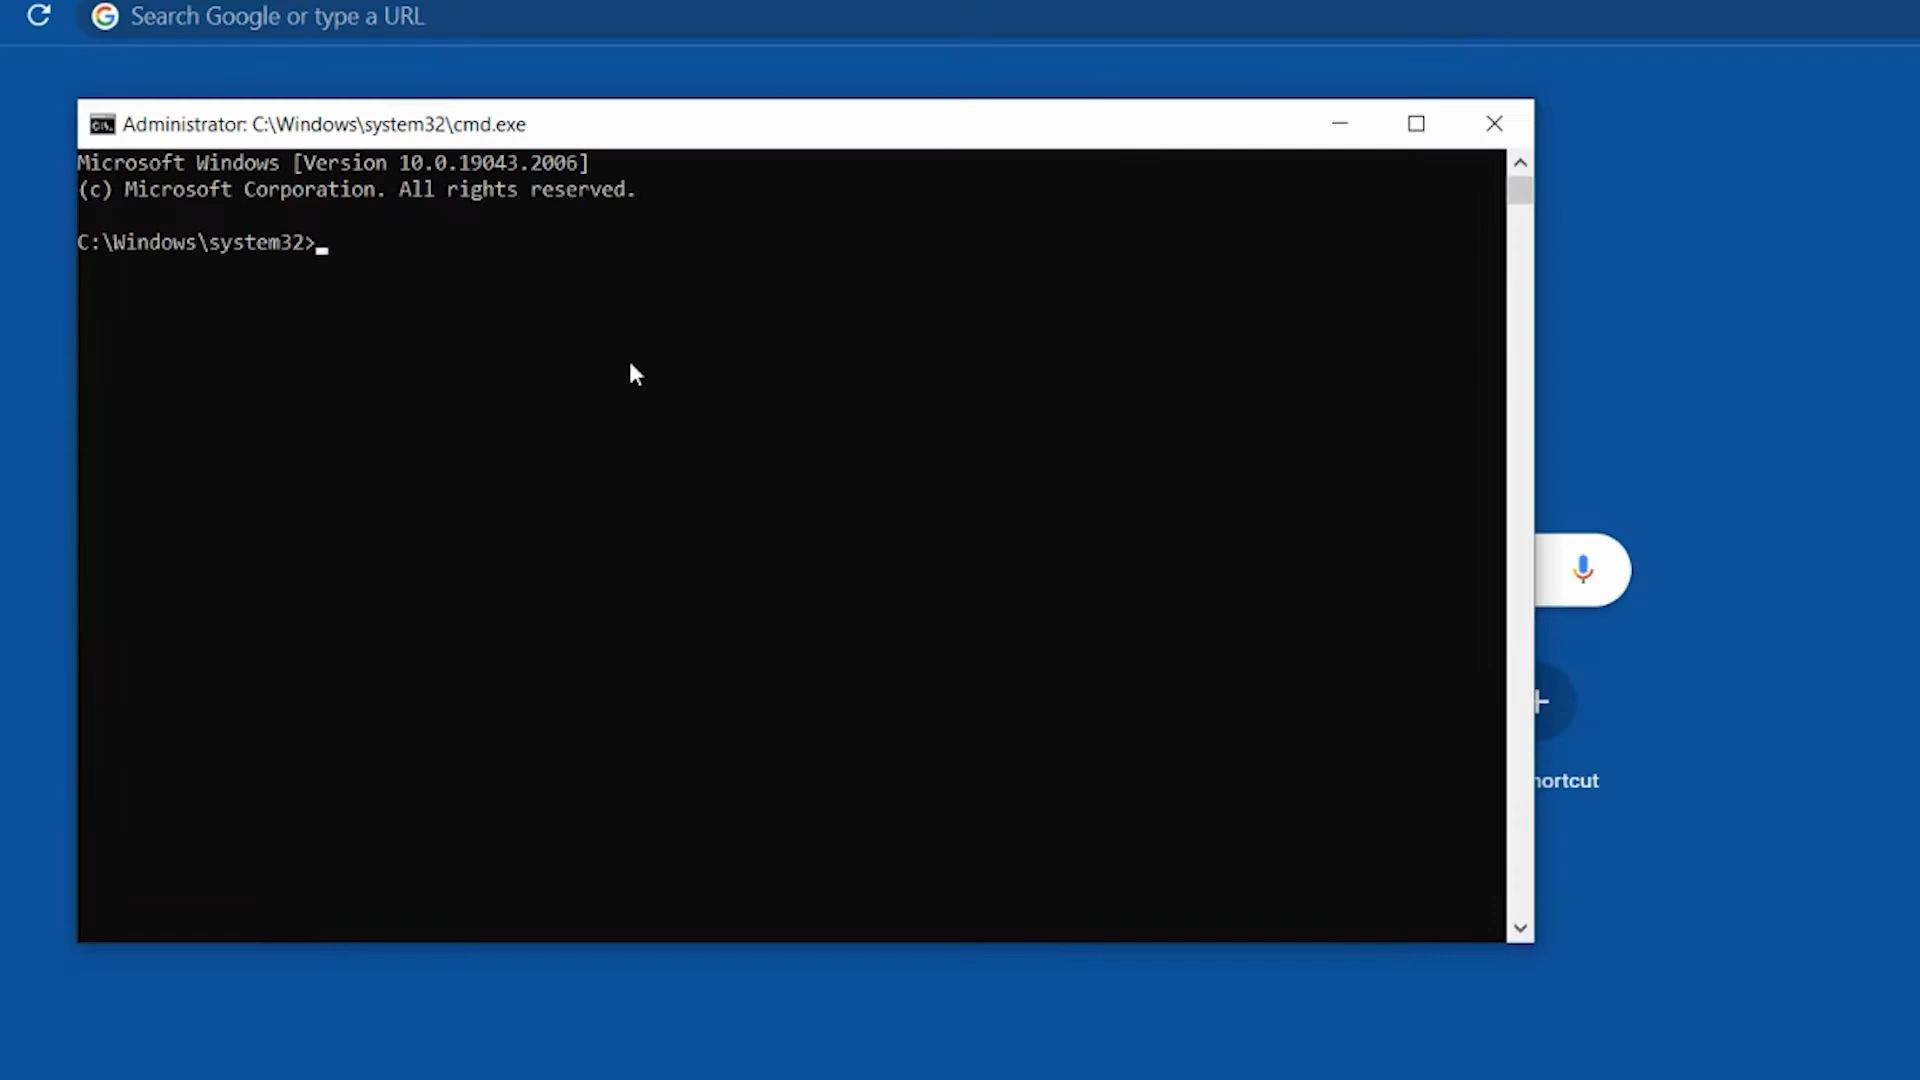 Search Google or type a URL
Administrator: C:\Windows\system32\cmd.exe
Microsoft Windows [Version 10.0.19043.2006]
(c) Microsoft Corporation. All rights reserved.
C:\Windows\system32>
hortcut